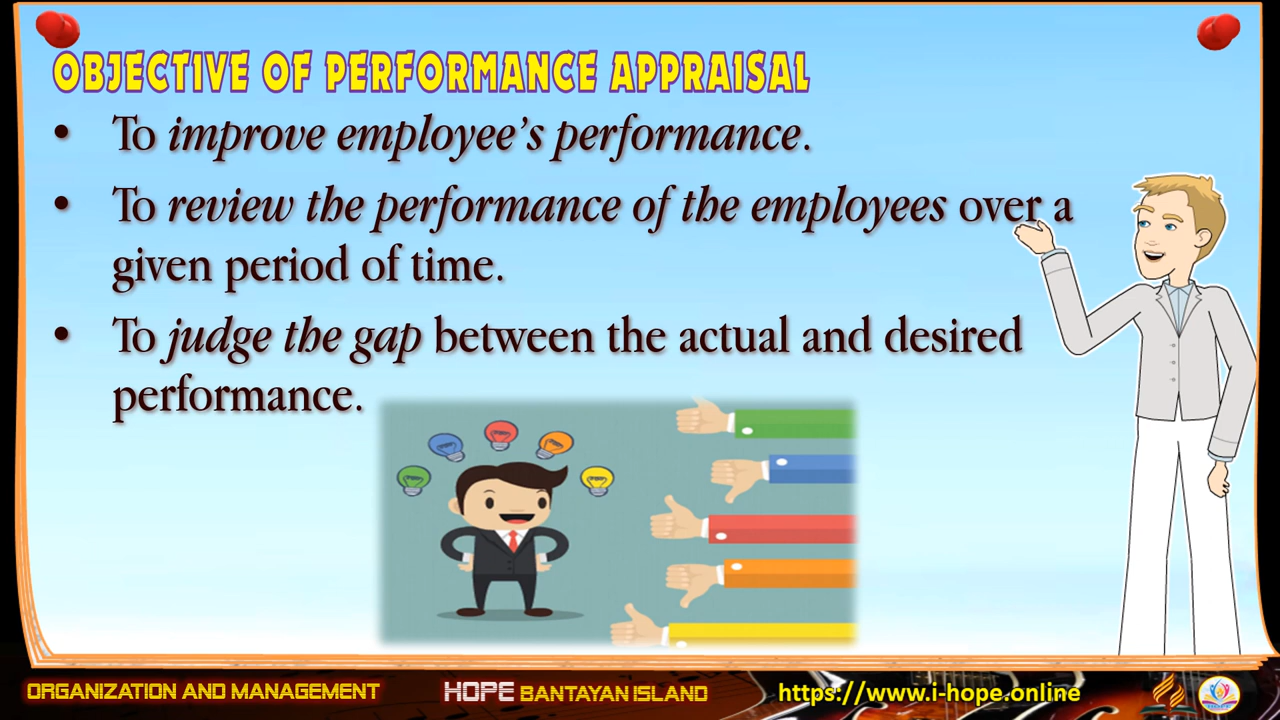 OBJECTIVE OF PERFORMANCE APPRAISAL
• To improve employee's performance.
• To review the performance of the employees over a
given period of time.
• To judge the gap between the actual and desired
performance.
ORGANIZATION AND MANAGEMENT HOPE BANTAYAN ISLAND https://www.i-hope.online